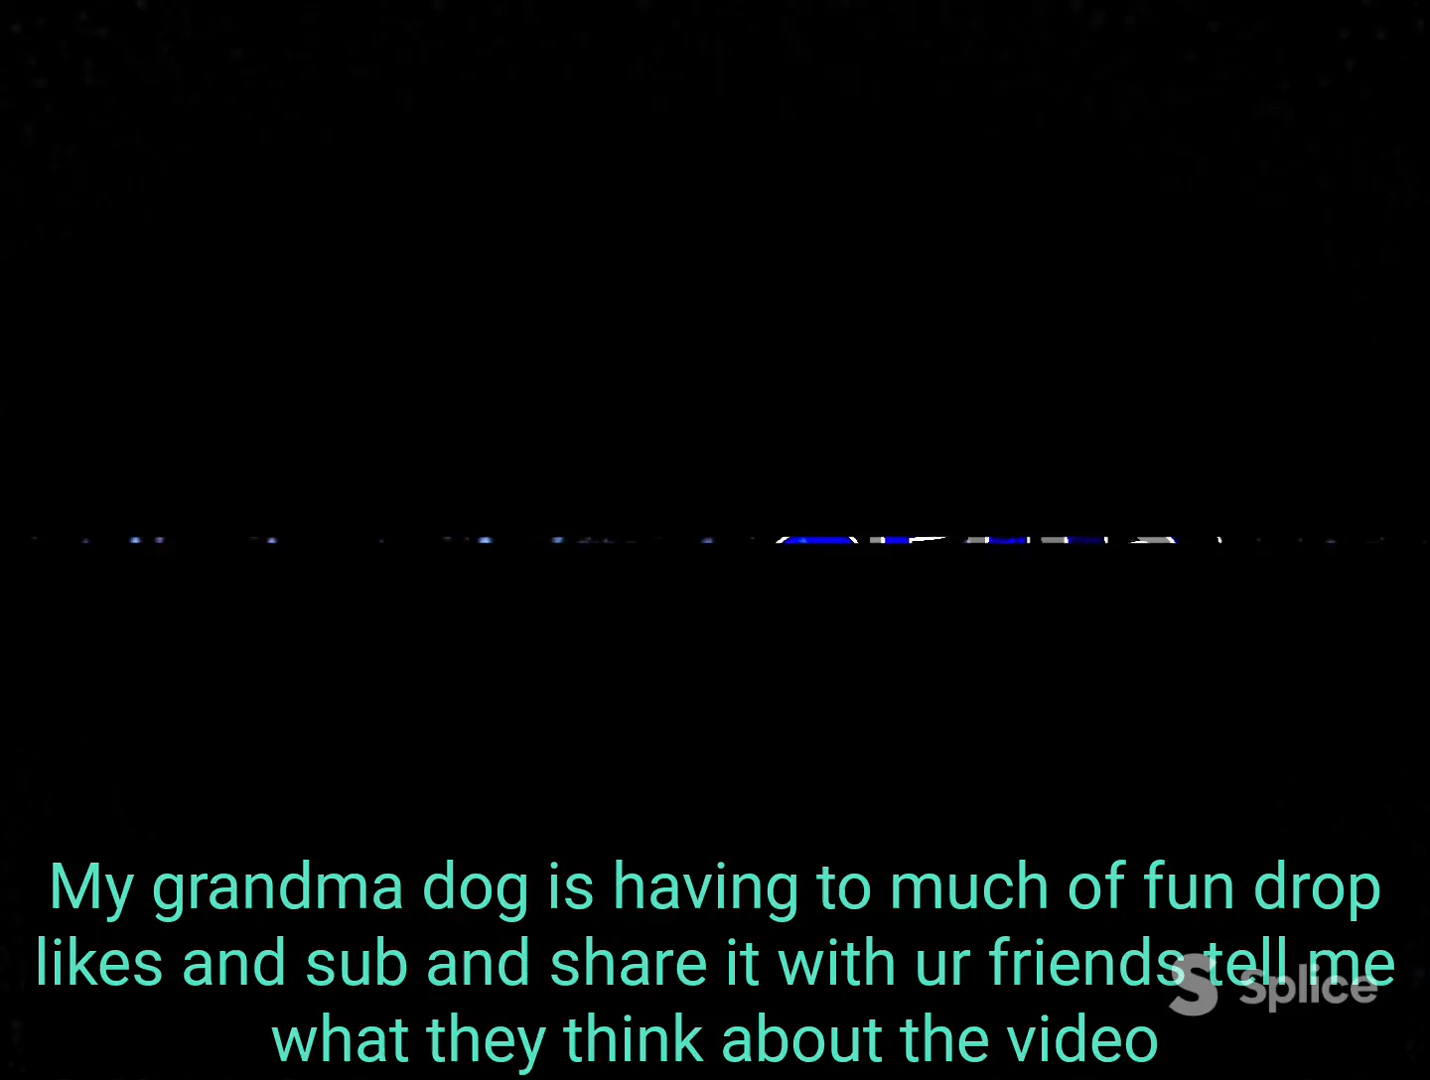 My grandma dog is having to much of fun drop
likes and sub and share it with ur friends tell me
what they think about the video
Splice